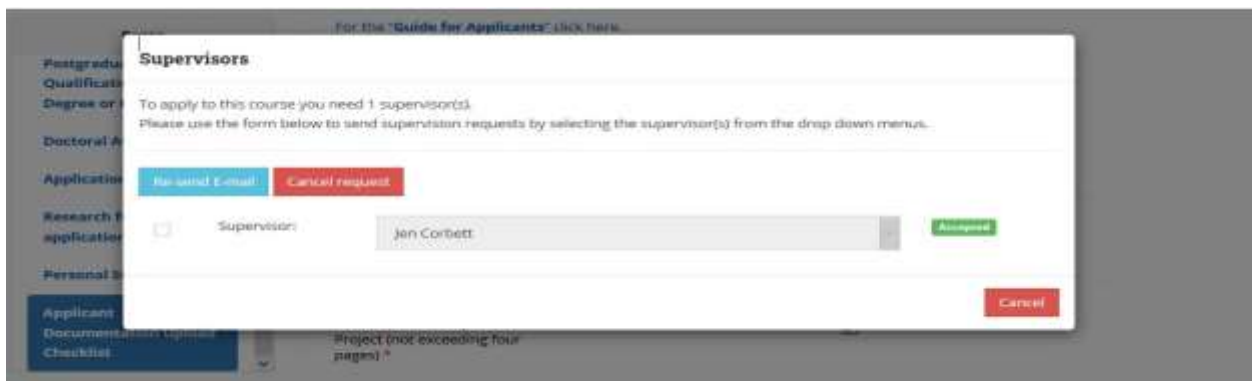 For the "Guide for Applicants" click here
Postgradu
Qualificati
Degree or
Doctoral A
Application
Research
application
Personal
Applicant
Documentation Upload
Checklist
Supervisors
To apply to this course you need 1 supervisor(s).
Please use the form below to send supervision requests by selecting the supervisor(s) from the drop down menus.
Re-send E-mail
Cancel request
Supervisor:
Jen Corbett
Accepted
Cancel
Project (not exceeding four
pages) *